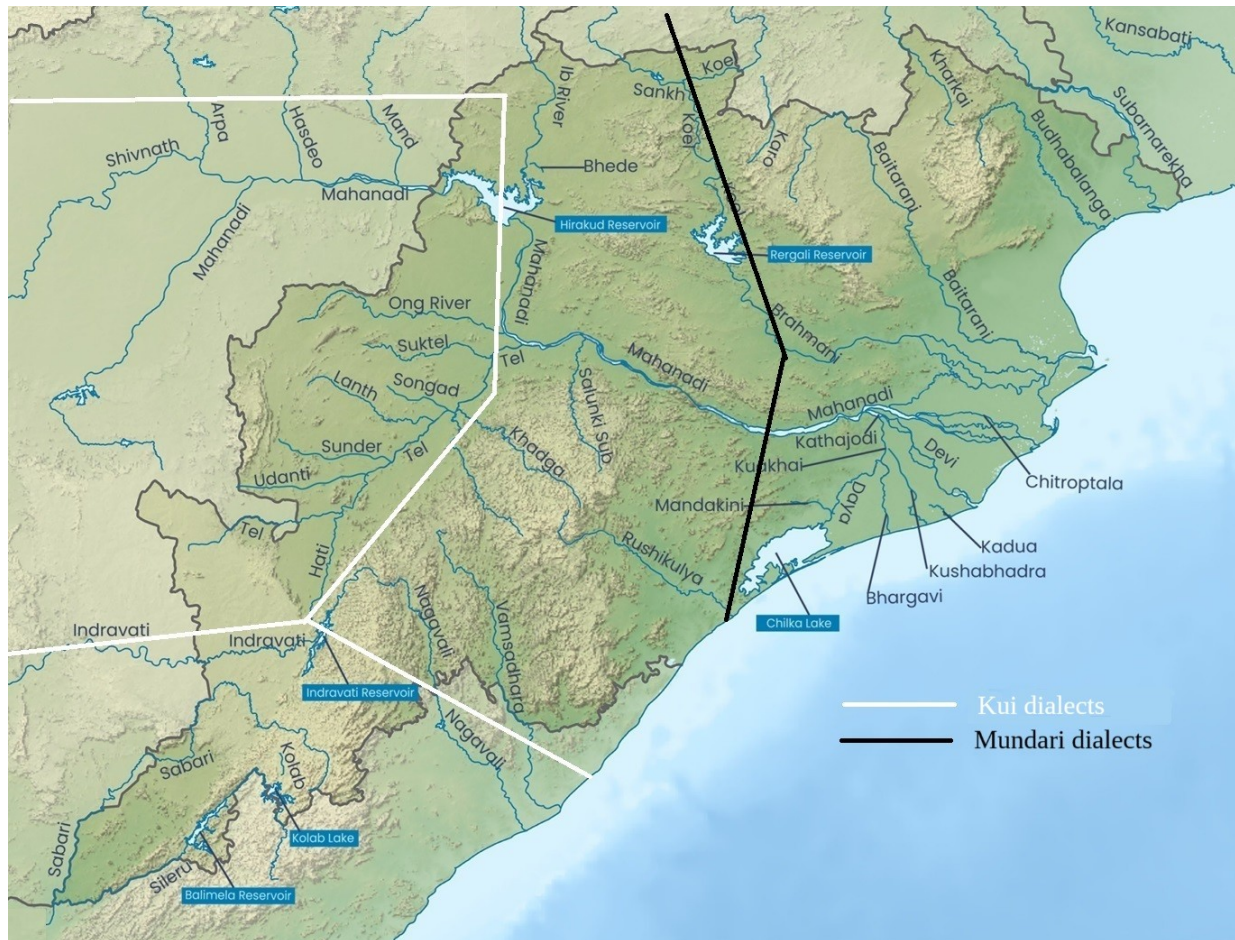 Kansabati
Koel
Sankh
Koel
Kharkai
Subarnarekha
Ib River
Arpa
Hasdeo
Mand
Shivnath
Karo
Baitarani
Budhabalanga
Bhede
Mahanadi
Mahanadi
Hirakud Reservoir
Rergali Reservoir
Mahanadi
Ong River
Brahmani
Baitarani
Suktel
Tel
Lanth
Songad
Salunki Sub
Mahanadi
Mahanadi
Kathajodi
Sunder
Tel
Khadga
Kuakhai
Devi
Udanti
Chitroptala
Mandakini
Daya
Tel
Hati
Rushikulya
Kadua
Kushabhadra
Bhargavi
Indravati
Indravati
Nagavali
Vamsadhara
Chilka Lake
Indravati Reservoir
Kui dialects
Mundari dialects
Nagavali
Sabari
Kolab
Sabari
Kolab Lake
Sileru
Balimela Reservoir